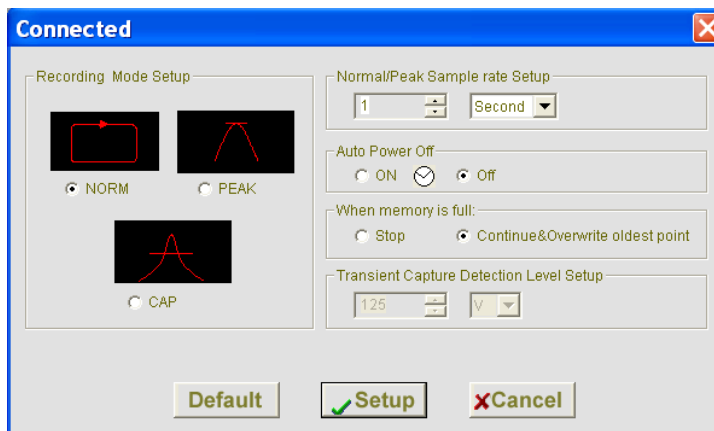 Connected
Recording Mode Setup
NORM
PEAK
CAP
Normal/Peak Sample rate Setup
1 Second
Auto Power Off
ON Off
When memory is full:
Stop Continue&Overwrite oldest point
Transient Capture Detection Level Setup
125 V
Default Setup Cancel